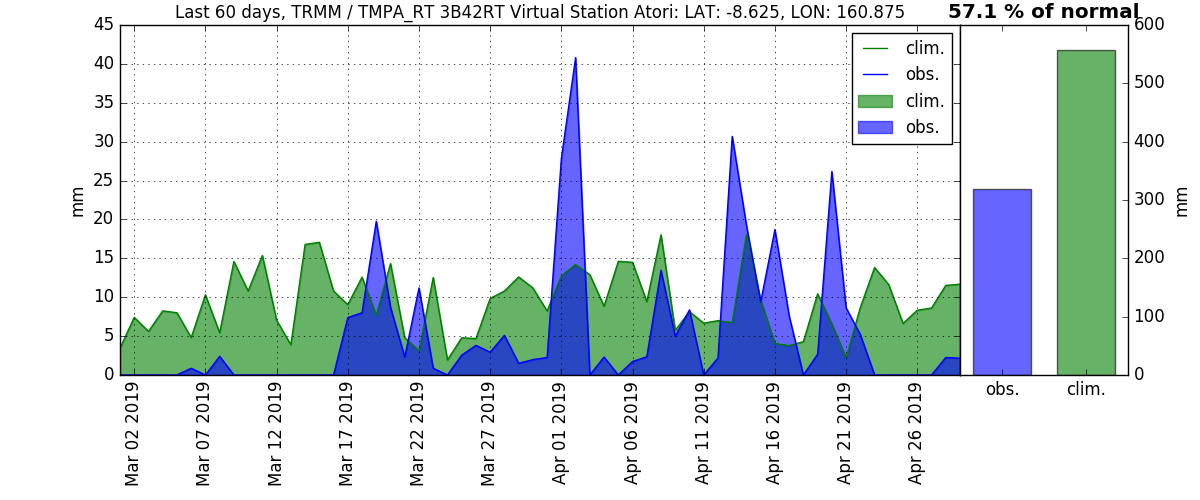 Last 60 days, TRMM / TMPA_RT 3B42RT Virtual Station Atori: LAT: -8.625, LON: 160.875
57.1 % of normal
45
40
35
30
25
20
15
10
5
0
mm
clim.
obs.
clim.
obs.
600
500
400
300
200
100
0
mm
Mar 02 2019
Mar 07 2019
Mar 12 2019
Mar 17 2019
Mar 22 2019
Mar 27 2019
Apr 01 2019
Apr 06 2019
Apr 11 2019
Apr 16 2019
Apr 21 2019
Apr 26 2019
obs.
clim.